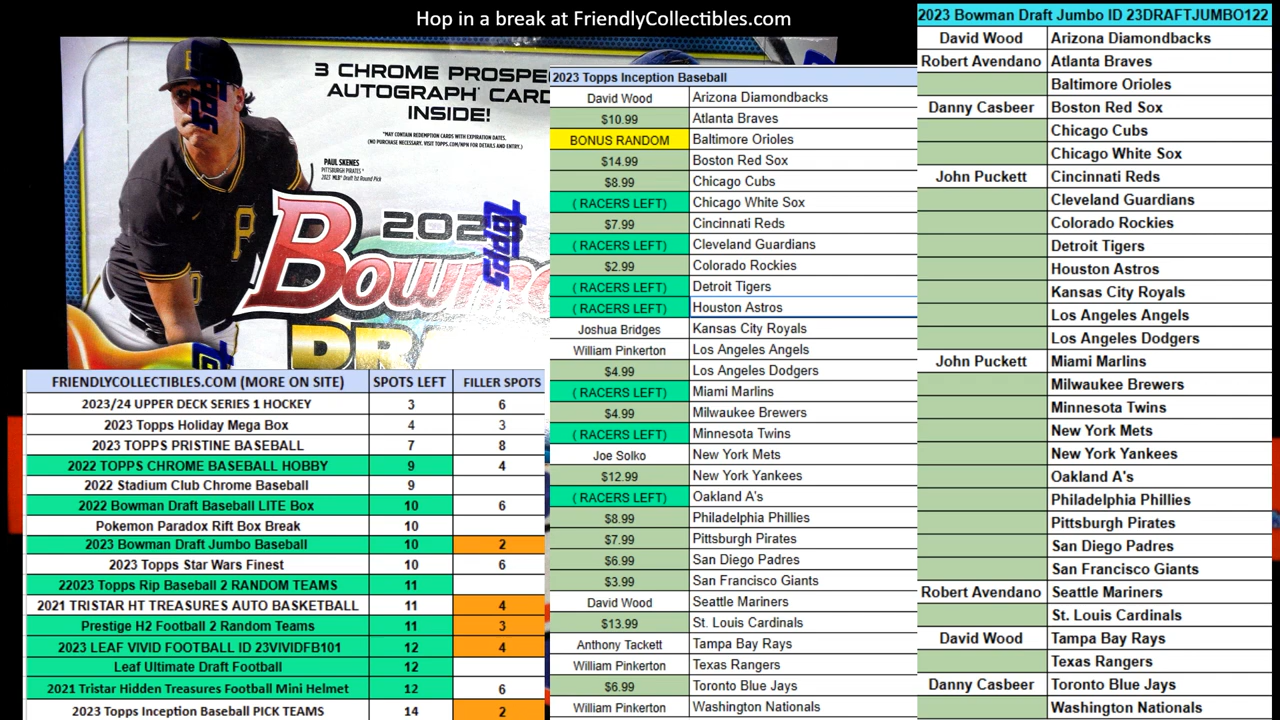 Hop in a break at FriendlyCollectibles.com
3 CHROME PROSPE
AUTOGRAPH CARD
INSIDE!
*MAY CONTAIN REDEMPTION CARDS WITH EXPIRATION DATES.
(NO PURCHASE NECESSARY. VISIT TOPPS.COM/NPN FOR DETAILS AND ENTRY.)
PAUL SKENES
PITTSBURGH PIRATES®
2023 MLB® Draft 1st Round Pick
topps
P
2023
topps
Bowm
DRA
FRIENDLYCOLLECTIBLES.COM (MORE ON SITE) SPOTS LEFT FILLER SPOTS
2023/24 UPPER DECK SERIES 1 HOCKEY 3 6
2023 Topps Holiday Mega Box 4 3
2023 TOPPS PRISTINE BASEBALL 7 8
2022 TOPPS CHROME BASEBALL HOBBY 9 4
2022 Stadium Club Chrome Baseball 9
2022 Bowman Draft Baseball LITE Box 10 6
Pokemon Paradox Rift Box Break 10
2023 Bowman Draft Jumbo Baseball 10 2
2023 Topps Star Wars Finest 10 6
22023 Topps Rip Baseball 2 RANDOM TEAMS 11
2021 TRISTAR HT TREASURES AUTO BASKETBALL 11 4
Prestige H2 Football 2 Random Teams 11 3
2023 LEAF VIVID FOOTBALL ID 23VIVIDFB101 12 4
Leaf Ultimate Draft Football 12
2021 Tristar Hidden Treasures Football Mini Helmet 12 6
2023 Topps Inception Baseball PICK TEAMS 14 2
2023 Topps Inception Baseball
David Wood Arizona Diamondbacks
$10.99 Atlanta Braves
BONUS RANDOM Baltimore Orioles
$14.99 Boston Red Sox
$8.99 Chicago Cubs
( RACERS LEFT) Chicago White Sox
$7.99 Cincinnati Reds
( RACERS LEFT) Cleveland Guardians
$2.99 Colorado Rockies
( RACERS LEFT) Detroit Tigers
( RACERS LEFT) Houston Astros
Joshua Bridges Kansas City Royals
William Pinkerton Los Angeles Angels
$4.99 Los Angeles Dodgers
( RACERS LEFT) Miami Marlins
$4.99 Milwaukee Brewers
( RACERS LEFT) Minnesota Twins
Joe Solko New York Mets
$12.99 New York Yankees
( RACERS LEFT) Oakland A's
$8.99 Philadelphia Phillies
$7.99 Pittsburgh Pirates
$6.99 San Diego Padres
$3.99 San Francisco Giants
David Wood Seattle Mariners
$13.99 St. Louis Cardinals
Anthony Tackett Tampa Bay Rays
William Pinkerton Texas Rangers
$6.99 Toronto Blue Jays
William Pinkerton Washington Nationals
2023 Bowman Draft Jumbo ID 23DRAFTJUMBO122
David Wood Arizona Diamondbacks
Robert Avendano Atlanta Braves
Baltimore Orioles
Danny Casbeer Boston Red Sox
Chicago Cubs
Chicago White Sox
John Puckett Cincinnati Reds
Cleveland Guardians
Colorado Rockies
Detroit Tigers
Houston Astros
Kansas City Royals
Los Angeles Angels
Los Angeles Dodgers
John Puckett Miami Marlins
Milwaukee Brewers
Minnesota Twins
New York Mets
New York Yankees
Oakland A's
Philadelphia Phillies
Pittsburgh Pirates
San Diego Padres
San Francisco Giants
Robert Avendano Seattle Mariners
St. Louis Cardinals
David Wood Tampa Bay Rays
Texas Rangers
Danny Casbeer Toronto Blue Jays
Washington Nationals